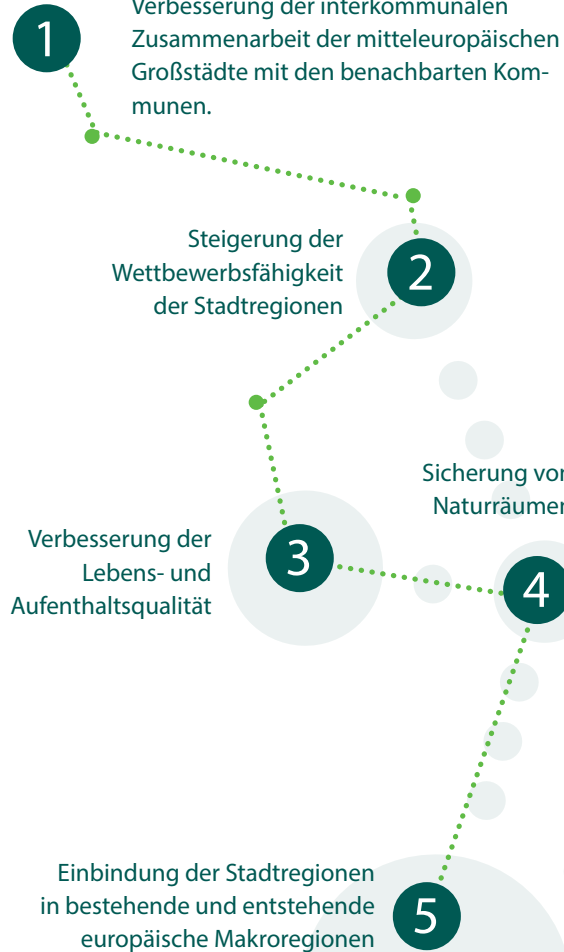 1
Verbesserung der interkommunalen
Zusammenarbeit der mitteleuropäischen
Großstädte mit den benachbarten Kom-
munen.
Steigerung der
Wettbewerbsfähigkeit
der Stadtregionen
2
Sicherung von
Verbesserung der
Lebens- und
Aufenthaltsqualität
3
4
Einbindung der Stadtregionen
in bestehende und entstehende
europäische Makroregionen
5